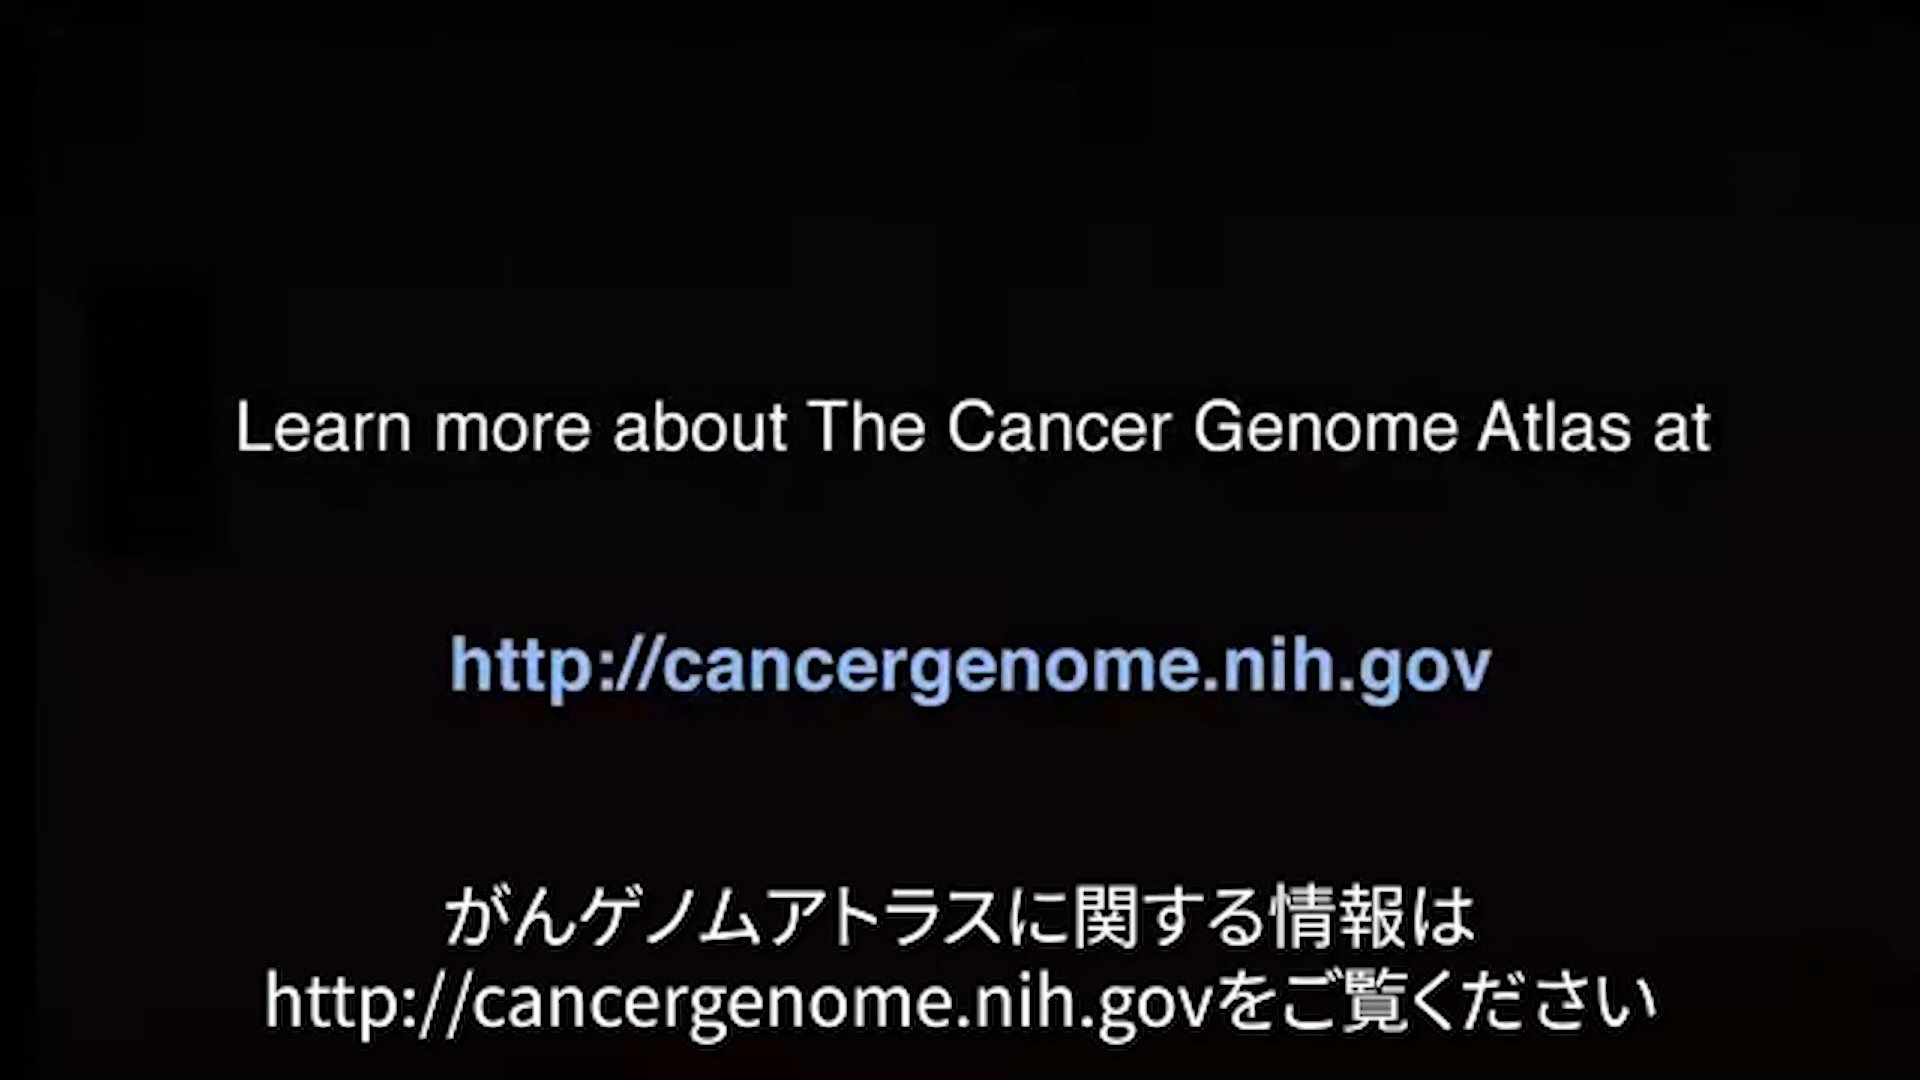 Learn more about The Cancer Genome Atlas at
http://cancergenome.nih.gov
がんゲノムアトラスに関する情報は
http://cancergenome.nih.govをご覧ください